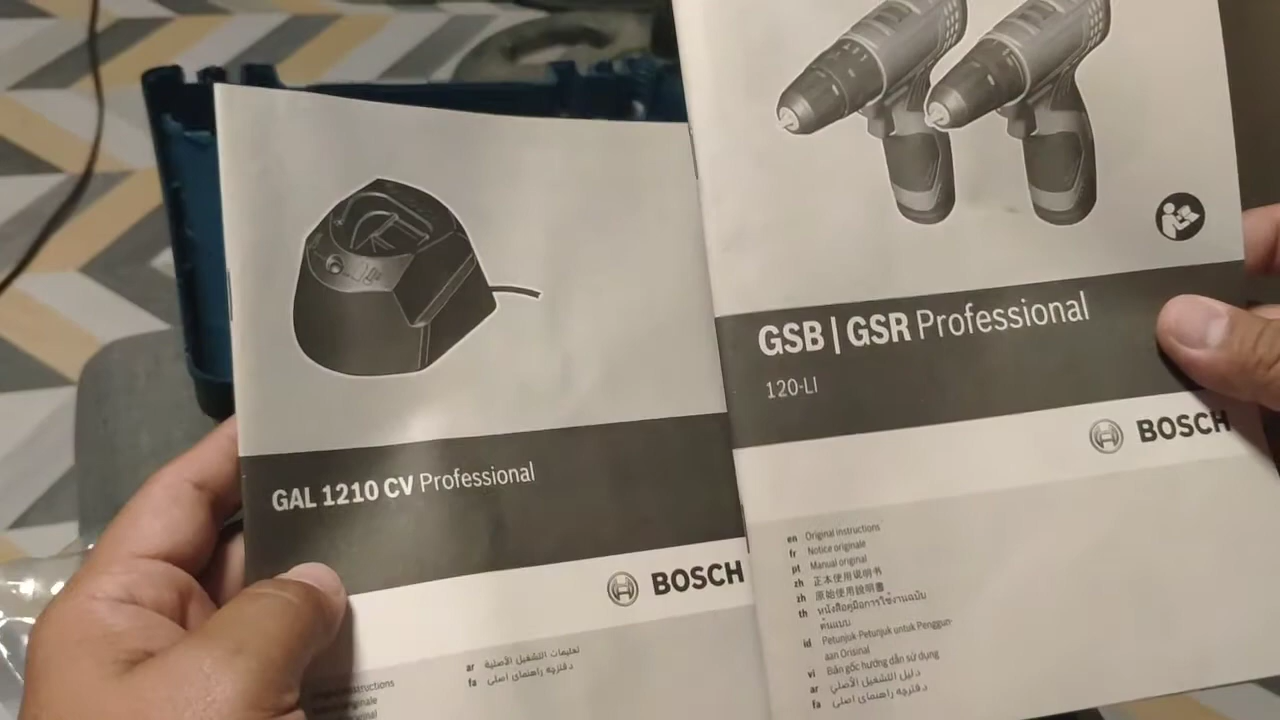 GAL 1210 CV Professional
BOSCH
ar تعليمات التشغيل الأصلية
fa دفترچه راهنمای اصلی
GSB | GSR Professional
120-LI
BOSCH
en Original instructions
fr Notice originale
pt Manual original
zh 正本使用说明书
zh 原始使用說明書
th หนังสือคู่มือการใช้งานฉบับ
ต้นแบบ
id Petunjuk-Petunjuk untuk Penggun-
aan Orisinal
vi Bản gốc hướng dẫn sử dụng
ar دليل التشغيل الأصلي
fa دفترچه راهنمای اصلی